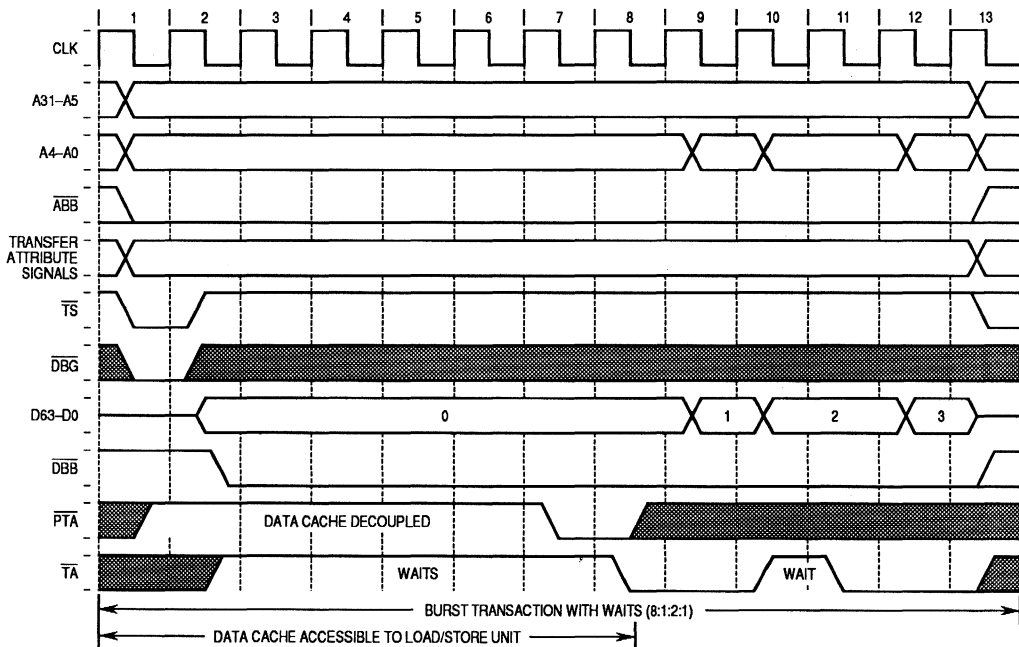 1 2 3 4 5 6 7 8 9 10 11 12 13
CLK
A31–A5
A4–A0
ABB
TRANSFER
ATTRIBUTE
SIGNALS
TS
DBG
D63–D0 0 1 2 3
DBB
PTA DATA CACHE DECOUPLED
TA WAITS WAIT
BURST TRANSACTION WITH WAITS (8:1:2:1)
DATA CACHE ACCESSIBLE TO LOAD/STORE UNIT